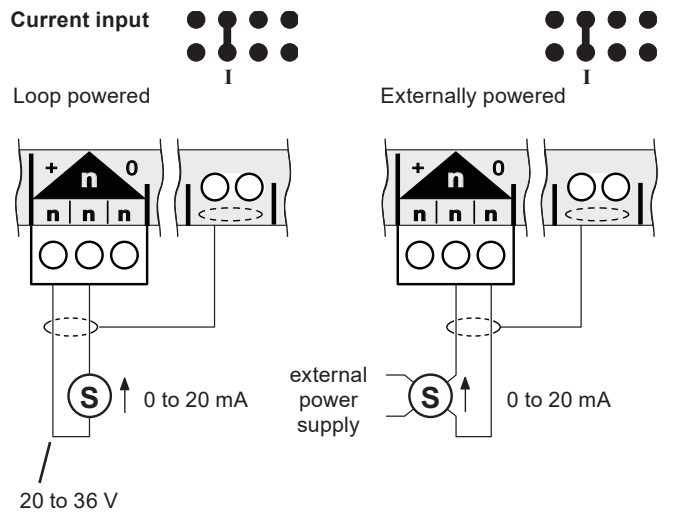 Current input
I
I
Loop powered
Externally powered
+ n 0
n n n
+ n 0
n n n
S
0 to 20 mA
external
power
supply
S
0 to 20 mA
20 to 36 V